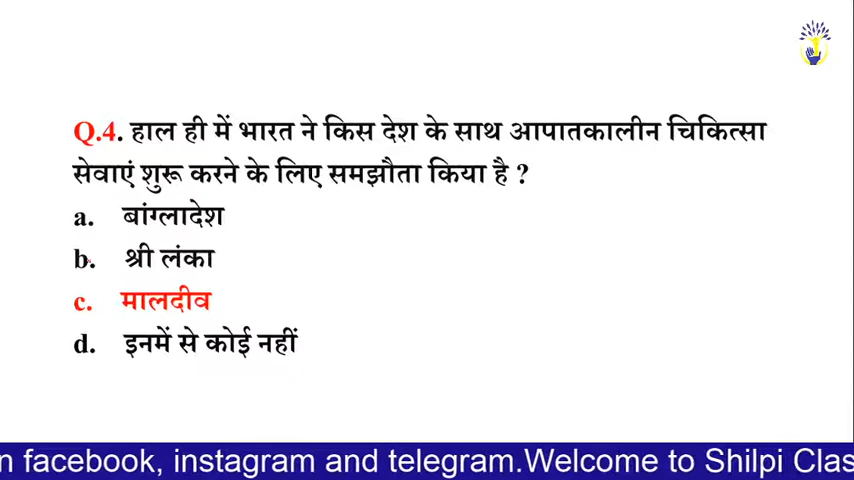 Q.4. हाल ही में भारत ने किस देश के साथ आपातकालीन चिकित्सा
सेवाएं शुरू करने के लिए समझौता किया है ?
a. बांग्लादेश
b. श्री लंका
c. मालदीव
d. इनमें से कोई नहीं
n facebook, instagram and telegram.Welcome to Shilpi Clas